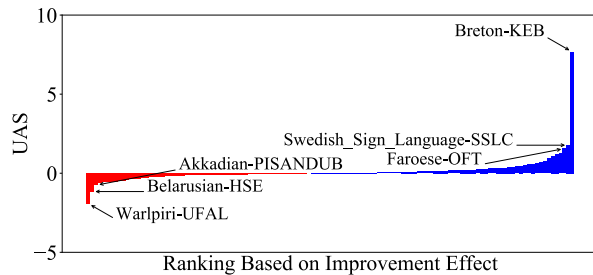 10
Breton-KEB
5
UAS
Swedish_Sign_Language-SSLC
Akkadian-PISANDUB
Faroese-OFT
0
Belarusian-HSE
Warlpiri-UFAL
−5
Ranking Based on Improvement Effect